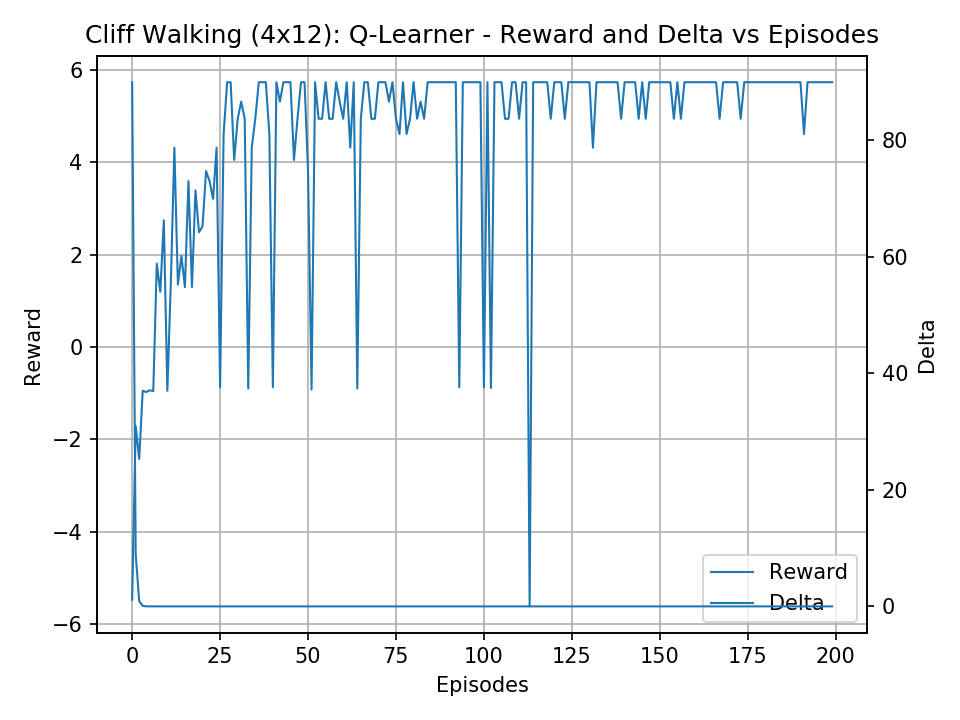 Cliff Walking (4x12): Q-Learner - Reward and Delta vs Episodes
6
4
2
0
−2
−4
−6
Reward
80
60
40
20
0
Delta
Reward
Delta
0 25 50 75 100 125 150 175 200
Episodes